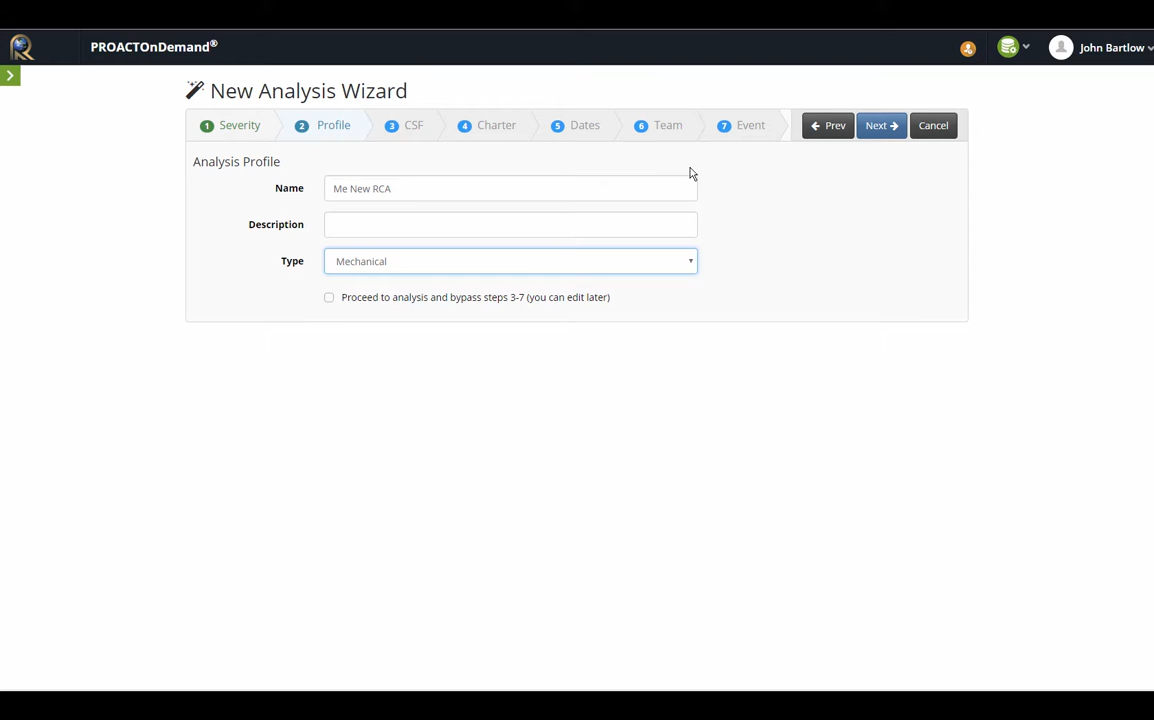 PROACTOnDemand®
John Bartlow
New Analysis Wizard
1 Severity 2 Profile 3 CSF 4 Charter 5 Dates 6 Team 7 Event Prev Next Cancel
Analysis Profile
Name Me New RCA
Description
Type Mechanical
Proceed to analysis and bypass steps 3-7 (you can edit later)